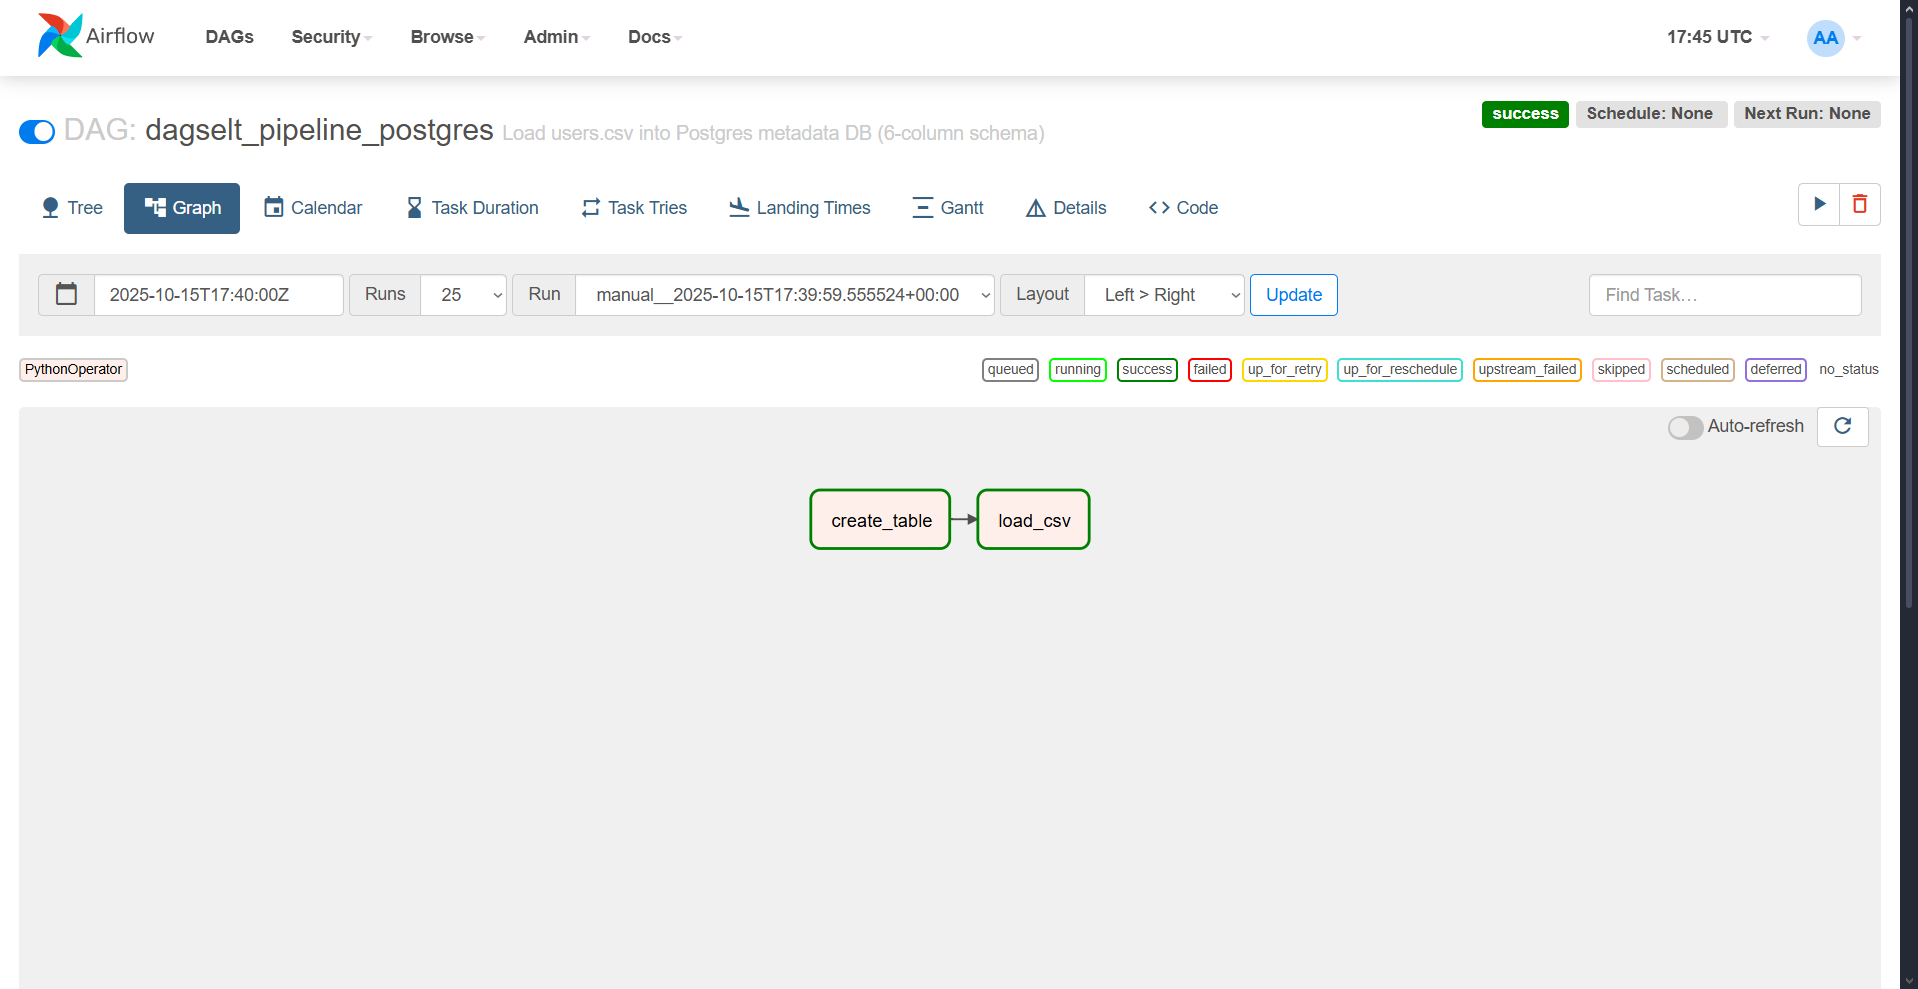 Airflow DAGs Security Browse Admin Docs 17:45 UTC AA
success Schedule: None Next Run: None
DAG: dagselt_pipeline_postgres Load users.csv into Postgres metadata DB (6-column schema)
Tree Graph Calendar Task Duration Task Tries Landing Times Gantt Details Code
2025-10-15T17:40:00Z Runs 25 Run manual__2025-10-15T17:39:59.555524+00:00 Layout Left > Right Update Find Task…
PythonOperator queued running success failed up_for_retry up_for_reschedule upstream_failed skipped scheduled deferred no_status
Auto-refresh
create_table load_csv